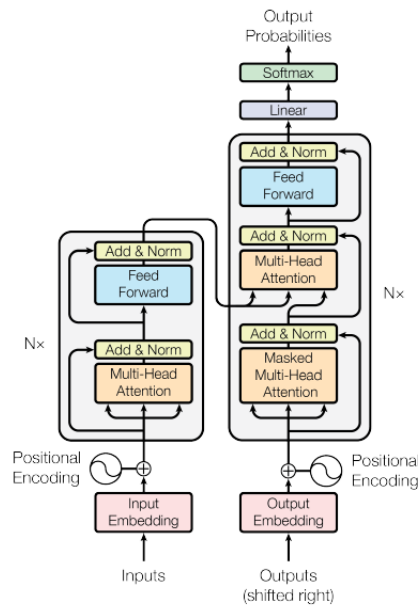 Output
Probabilities
Softmax
Linear
Add & Norm
Feed
Forward
Add & Norm
Multi-Head
Attention
Nx
Add & Norm
Masked
Multi-Head
Attention
Add & Norm
Feed
Forward
Nx
Add & Norm
Multi-Head
Attention
Positional
Encoding
Positional
Encoding
Input
Embedding
Output
Embedding
Inputs
Outputs
(shifted right)